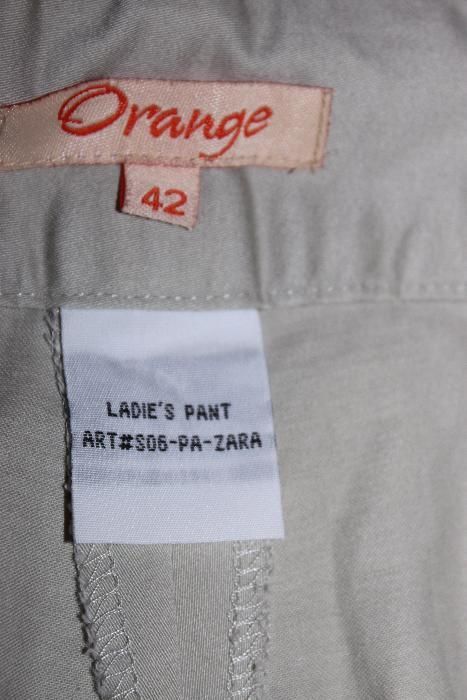 Orange
42
LADIE'S PANT
ART#S06-PA-ZARA